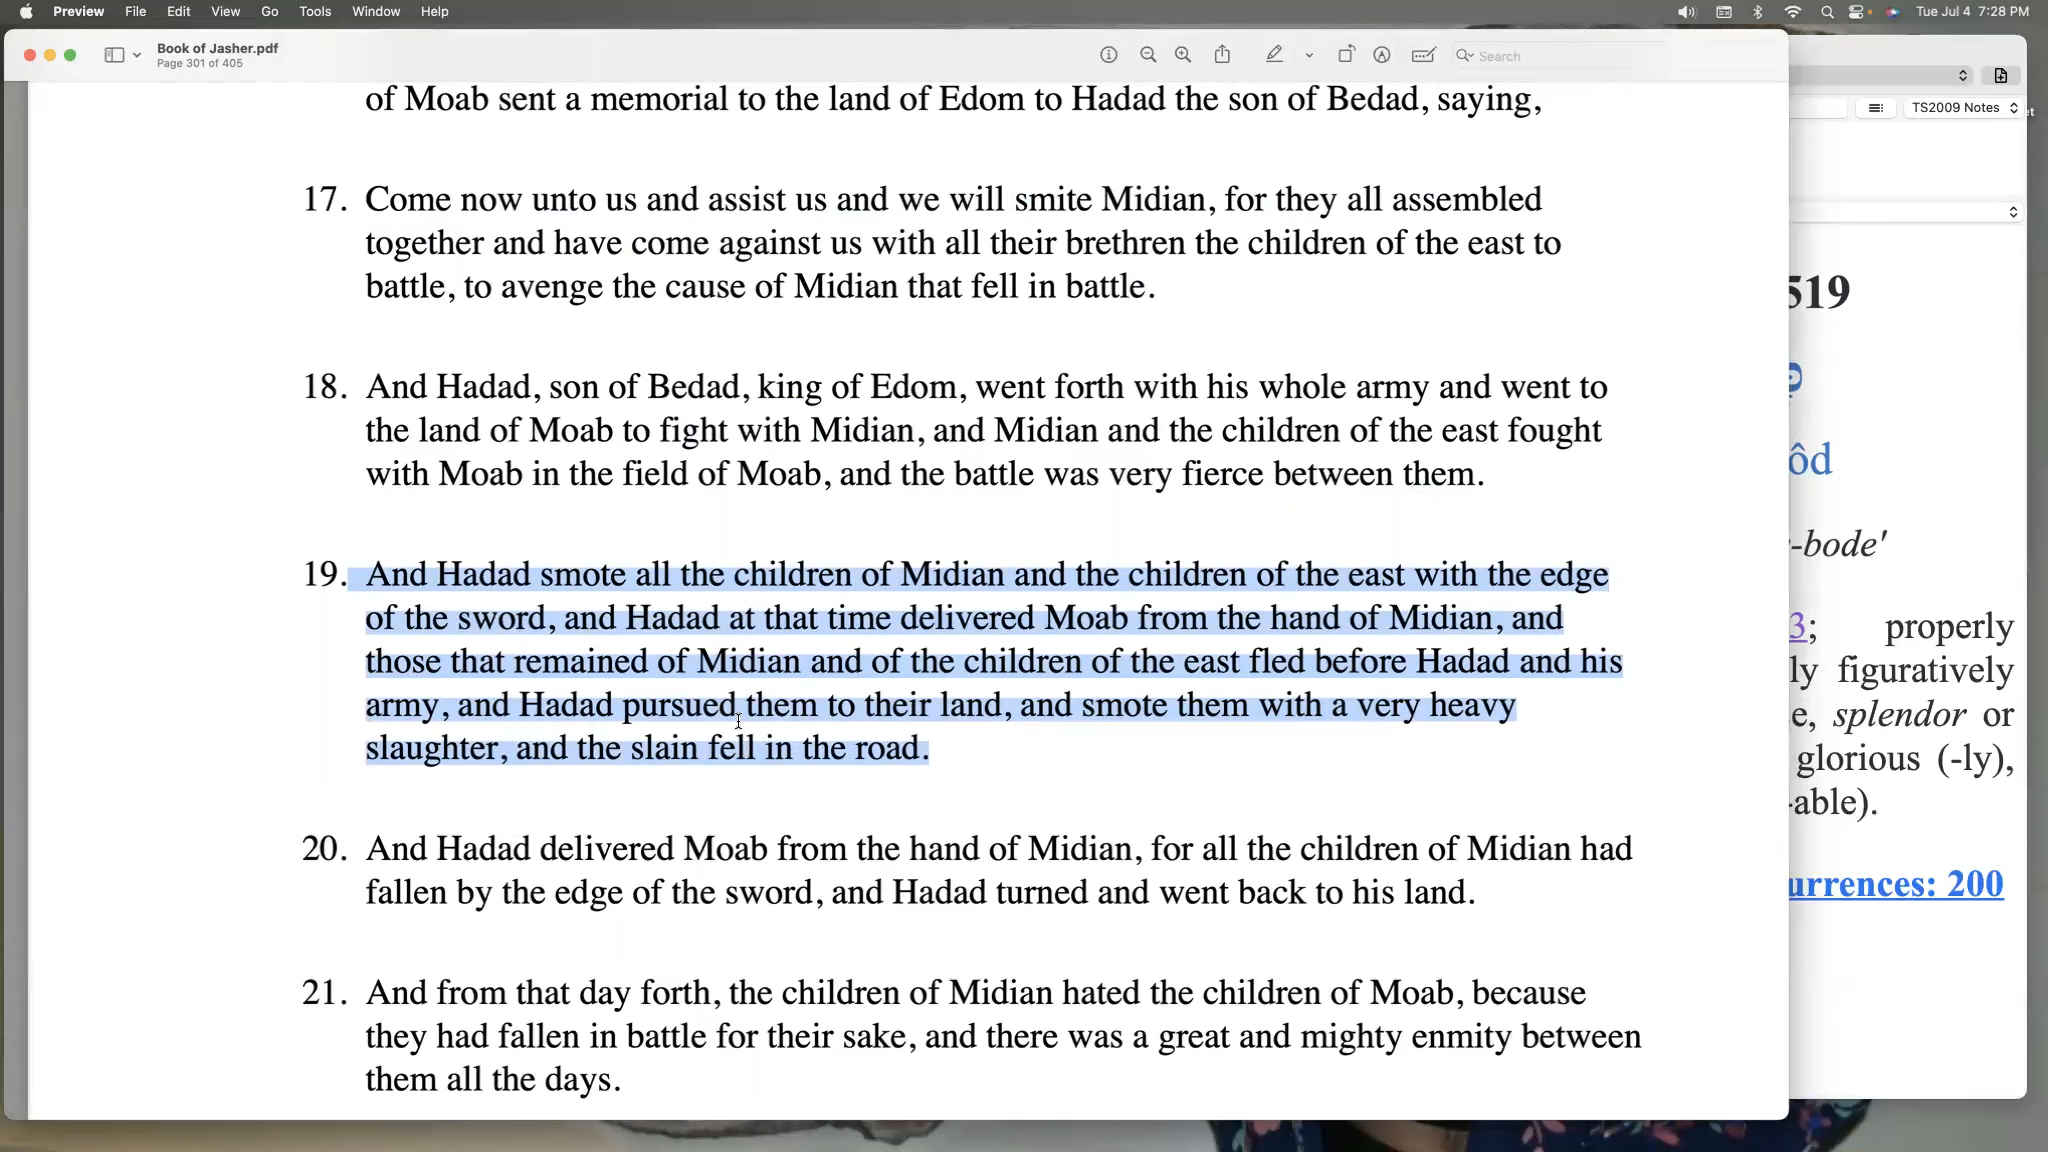 Preview File Edit View Go Tools Window Help Tue Jul 4 7:28 PM
Book of Jasher.pdf
Page 301 of 405
Search
TS2009 Notes
of Moab sent a memorial to the land of Edom to Hadad the son of Bedad, saying,
17. Come now unto us and assist us and we will smite Midian, for they all assembled
together and have come against us with all their brethren the children of the east to
battle, to avenge the cause of Midian that fell in battle.
18. And Hadad, son of Bedad, king of Edom, went forth with his whole army and went to
the land of Moab to fight with Midian, and Midian and the children of the east fought
with Moab in the field of Moab, and the battle was very fierce between them.
19. And Hadad smote all the children of Midian and the children of the east with the edge
of the sword, and Hadad at that time delivered Moab from the hand of Midian, and
those that remained of Midian and of the children of the east fled before Hadad and his
army, and Hadad pursued them to their land, and smote them with a very heavy
slaughter, and the slain fell in the road.
20. And Hadad delivered Moab from the hand of Midian, for all the children of Midian had
fallen by the edge of the sword, and Hadad turned and went back to his land.
21. And from that day forth, the children of Midian hated the children of Moab, because
they had fallen in battle for their sake, and there was a great and mighty enmity between
them all the days.
519
ôd
-bode'
3; properly
ly figuratively
e, splendor or
glorious (-ly),
-able).
urrences: 200